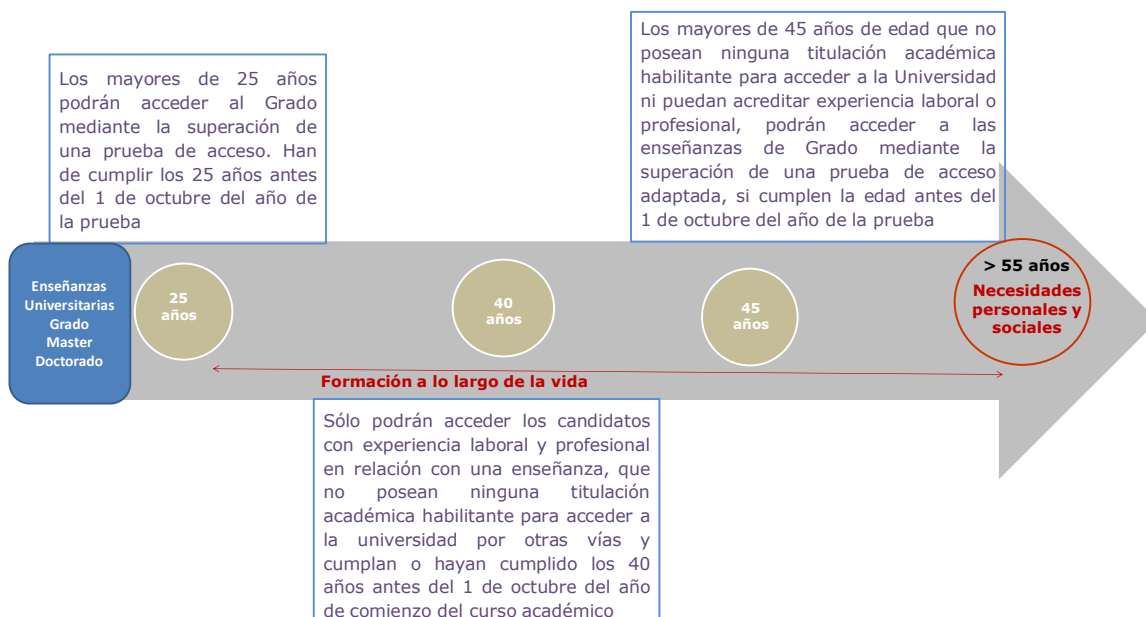 Los mayores de 25 años
podrán acceder al Grado
mediante la superación de
una prueba de acceso. Han
de cumplir los 25 años antes
del 1 de octubre del año de
la prueba
Los mayores de 45 años de edad que no
posean ninguna titulación académica
habilitante para acceder a la Universidad
ni puedan acreditar experiencia laboral o
profesional, podrán acceder a las
enseñanzas de Grado mediante la
superación de una prueba de acceso
adaptada, si cumplen la edad antes del
1 de octubre del año de la prueba
Enseñanzas
Universitarias
Grado
Master
Doctorado
25
años
40
años
45
años
> 55 años
Necesidades
personales y
sociales
Formación a lo largo de la vida
Sólo podrán acceder los candidatos
con experiencia laboral y profesional
en relación con una enseñanza, que
no posean ninguna titulación
académica habilitante para acceder a
la universidad por otras vías y
cumplan o hayan cumplido los 40
años antes del 1 de octubre del año
de comienzo del curso académico